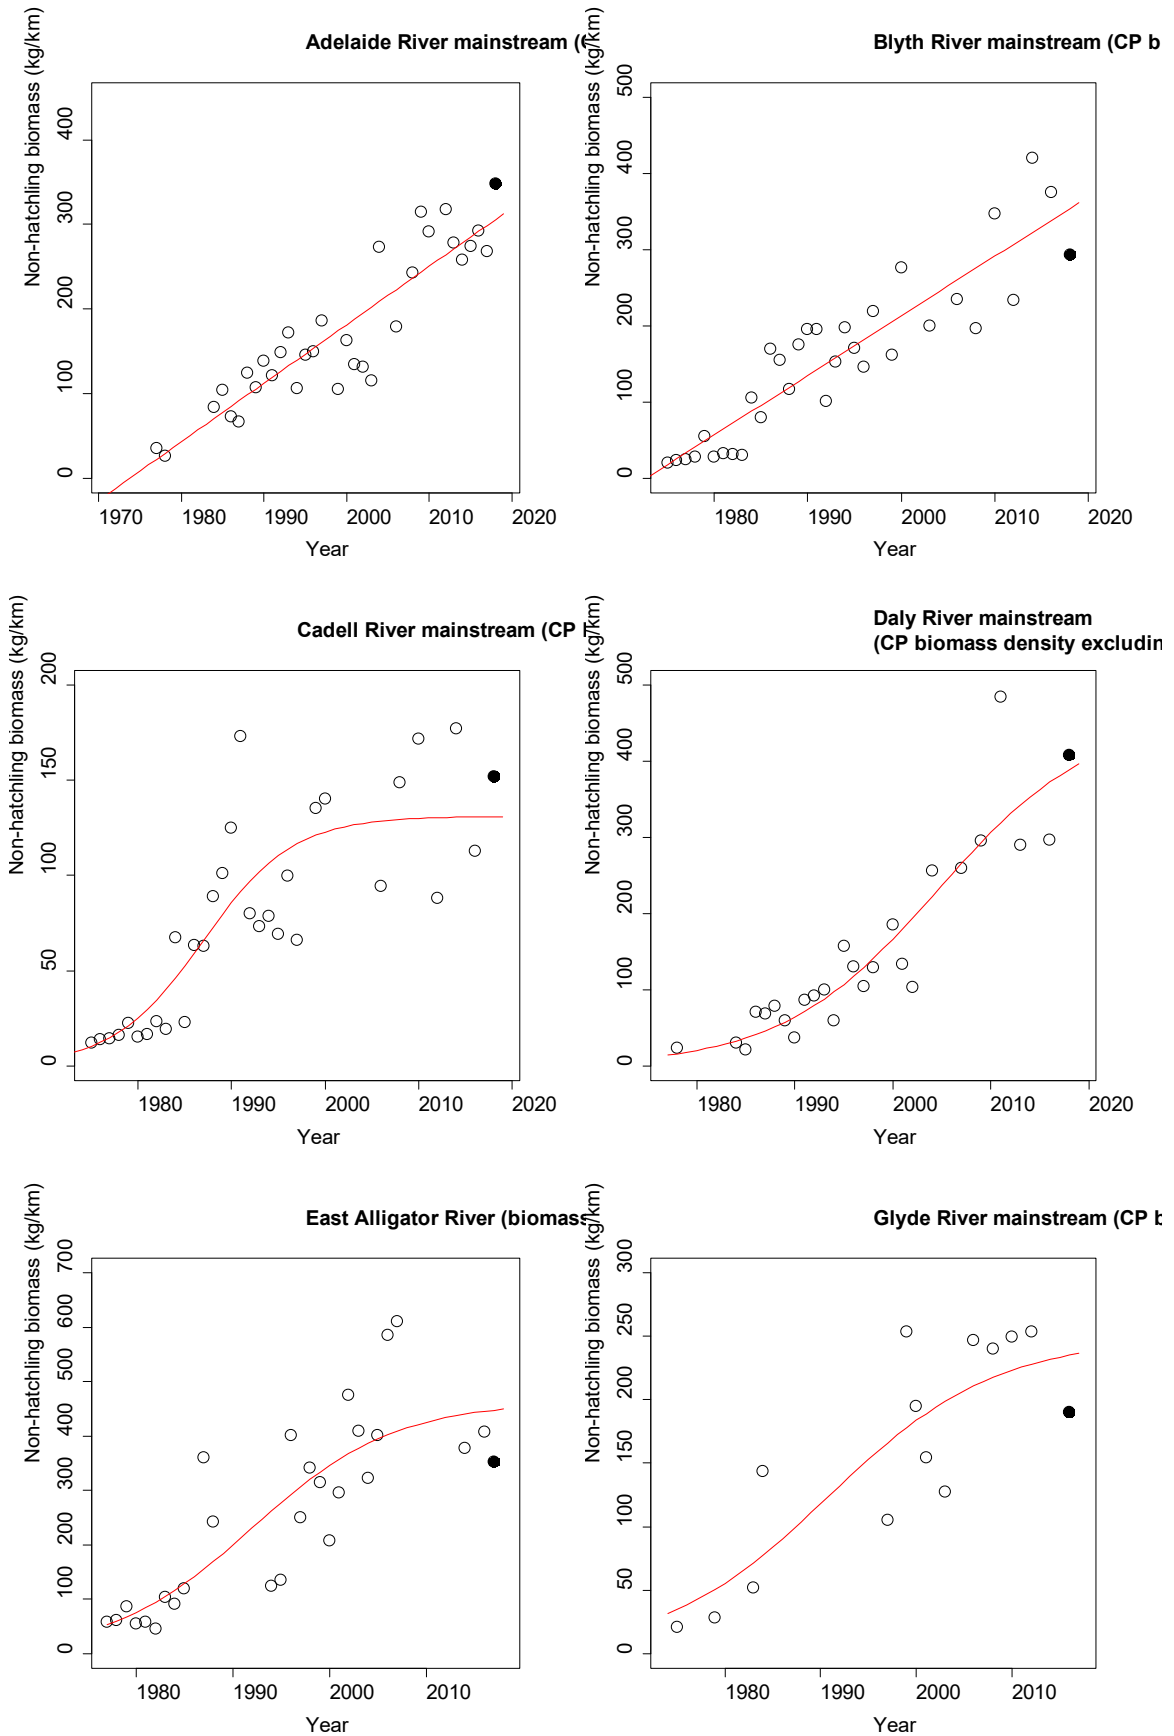 Adelaide River mainstream (
Non-hatchling biomass (kg/km)
400
300
200
100
0
1970 1980 1990 2000 2010 2020
Year
Blyth River mainstream (CP b
Non-hatchling biomass (kg/km)
500
400
300
200
100
0
1980 1990 2000 2010 2020
Year
Cadell River mainstream (CP
Non-hatchling biomass (kg/km)
200
150
100
50
0
1980 1990 2000 2010 2020
Year
Daly River mainstream
(CP biomass density excludin
Non-hatchling biomass (kg/km)
500
400
300
200
100
0
1980 1990 2000 2010 2020
Year
East Alligator River (biomass
Non-hatchling biomass (kg/km)
700
600
500
400
300
200
100
0
1980 1990 2000 2010
Year
Glyde River mainstream (CP b
Non-hatchling biomass (kg/km)
300
250
200
150
100
50
0
1980 1990 2000 2010
Year